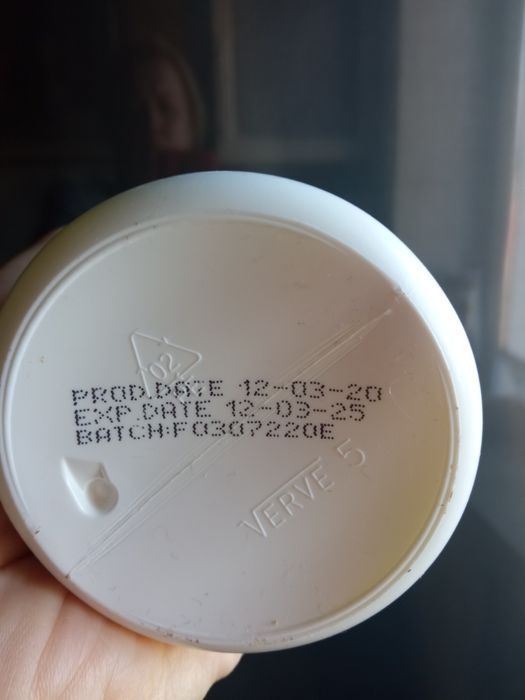 02
PROD.DATE 12-03-20
EXP.DATE 12-03-25
BATCH:F0307220E
VERVE 5